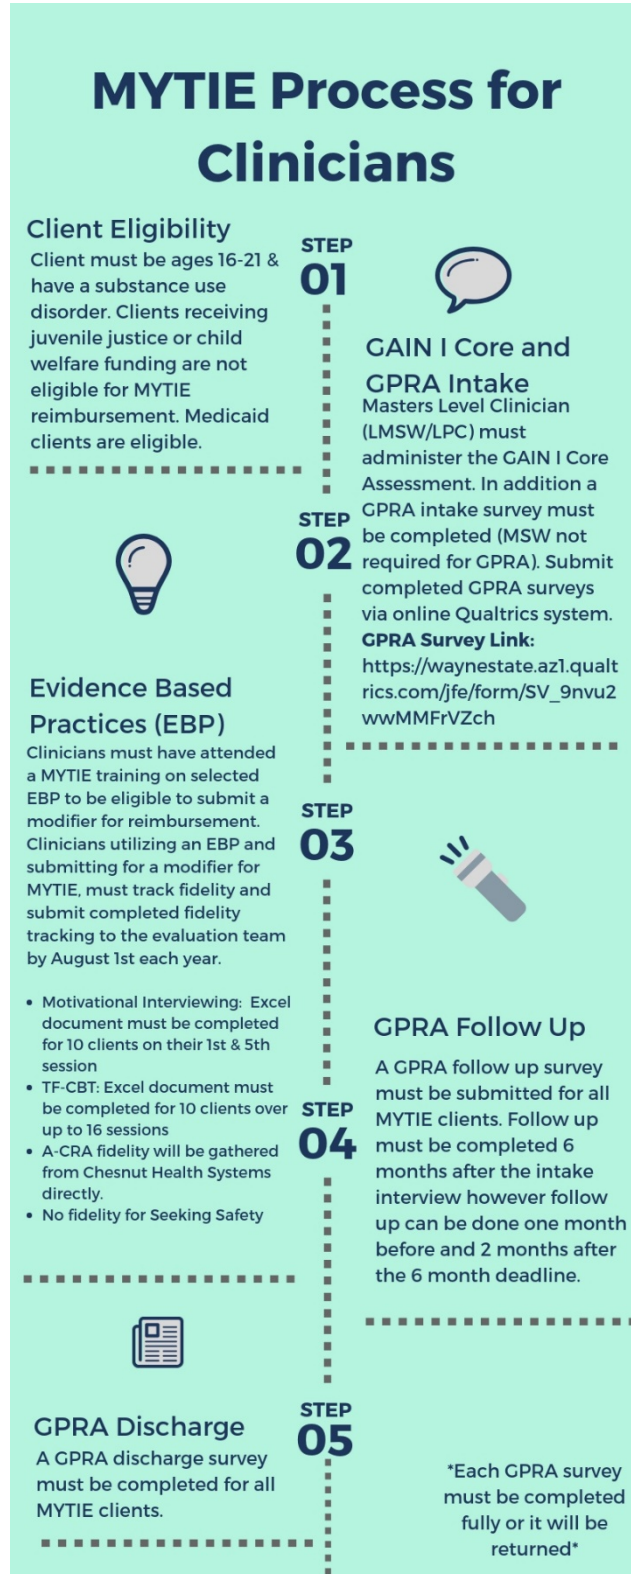 MYTIE Process for
Clinicians
Client Eligibility
Client must be ages 16-21 &
have a substance use
disorder. Clients receiving
juvenile justice or child
welfare funding are not
eligible for MYTIE
reimbursement. Medicaid
clients are eligible.
STEP
01
GAIN I Core and
GPRA Intake
Masters Level Clinician
(LMSW/LPC) must
administer the GAIN I Core
Assessment. In addition a
GPRA intake survey must
be completed (MSW not
required for GPRA). Submit
completed GPRA surveys
via online Qualtrics system.
GPRA Survey Link:
https://waynestate.az1.qualt
rics.com/jfe/form/SV_9nvu2
wwMMFrVZch
STEP
02
Evidence Based
Practices (EBP)
Clinicians must have attended
a MYTIE training on selected
EBP to be eligible to submit a
modifier for reimbursement.
Clinicians utilizing an EBP and
submitting for a modifier for
MYTIE, must track fidelity and
submit completed fidelity
tracking to the evaluation team
by August 1st each year.
• Motivational Interviewing: Excel
document must be completed
for 10 clients on their 1st & 5th
session
• TF-CBT: Excel document must
be completed for 10 clients over
up to 16 sessions
• A-CRA fidelity will be gathered
from Chesnut Health Systems
directly.
• No fidelity for Seeking Safety
STEP
03
GPRA Follow Up
A GPRA follow up survey
must be submitted for all
MYTIE clients. Follow up
must be completed 6
months after the intake
interview however follow
up can be done one month
before and 2 months after
the 6 month deadline.
STEP
04
GPRA Discharge
A GPRA discharge survey
must be completed for all
MYTIE clients.
STEP
05
*Each GPRA survey
must be completed
fully or it will be
returned*